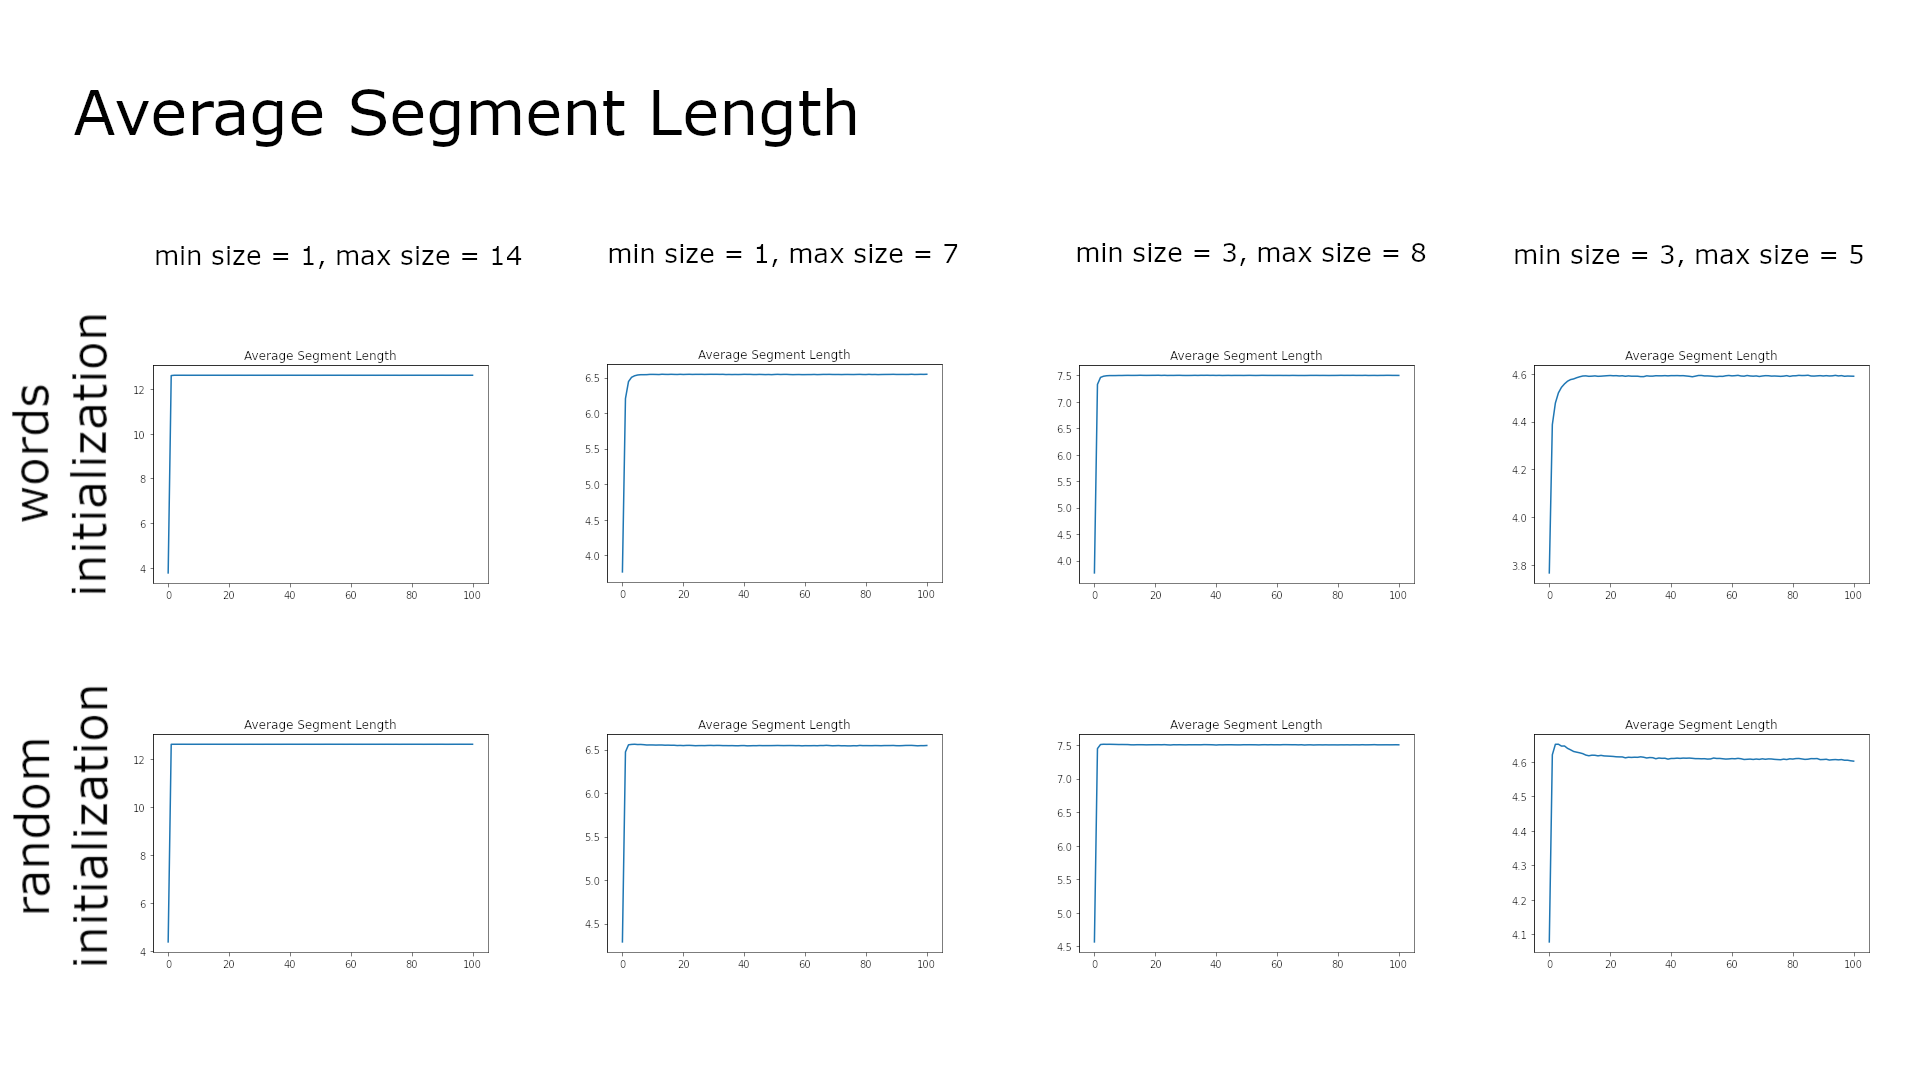 Average Segment Length
min size = 1, max size = 14
min size = 1, max size = 7
min size = 3, max size = 8
min size = 3, max size = 5
words
initialization
Average Segment Length
12
10
8
6
4
0 20 40 60 80 100
Average Segment Length
6.5
6.0
5.5
5.0
4.5
4.0
0 20 40 60 80 100
Average Segment Length
7.5
7.0
6.5
6.0
5.5
5.0
4.5
4.0
0 20 40 60 80 100
Average Segment Length
4.6
4.4
4.2
4.0
3.8
0 20 40 60 80 100
random
initialization
Average Segment Length
12
10
8
6
4
0 20 40 60 80 100
Average Segment Length
6.5
6.0
5.5
5.0
4.5
0 20 40 60 80 100
Average Segment Length
7.5
7.0
6.5
6.0
5.5
5.0
4.5
0 20 40 60 80 100
Average Segment Length
4.6
4.5
4.4
4.3
4.2
4.1
0 20 40 60 80 100